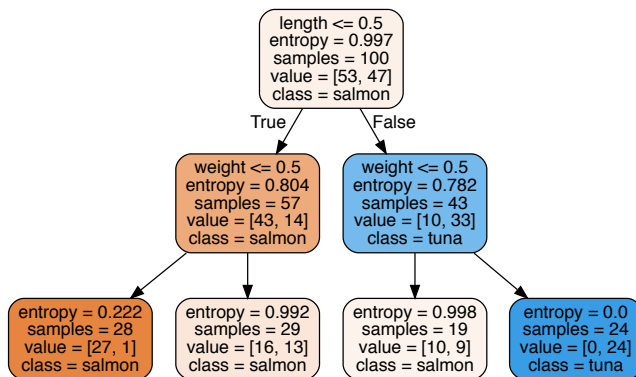 length <= 0.5
entropy = 0.997
samples = 100
value = [53, 47]
class = salmon
True
False
weight <= 0.5
entropy = 0.804
samples = 57
value = [43, 14]
class = salmon
weight <= 0.5
entropy = 0.782
samples = 43
value = [10, 33]
class = tuna
entropy = 0.222
samples = 28
value = [27, 1]
class = salmon
entropy = 0.992
samples = 29
value = [16, 13]
class = salmon
entropy = 0.998
samples = 19
value = [10, 9]
class = salmon
entropy = 0.0
samples = 24
value = [0, 24]
class = tuna